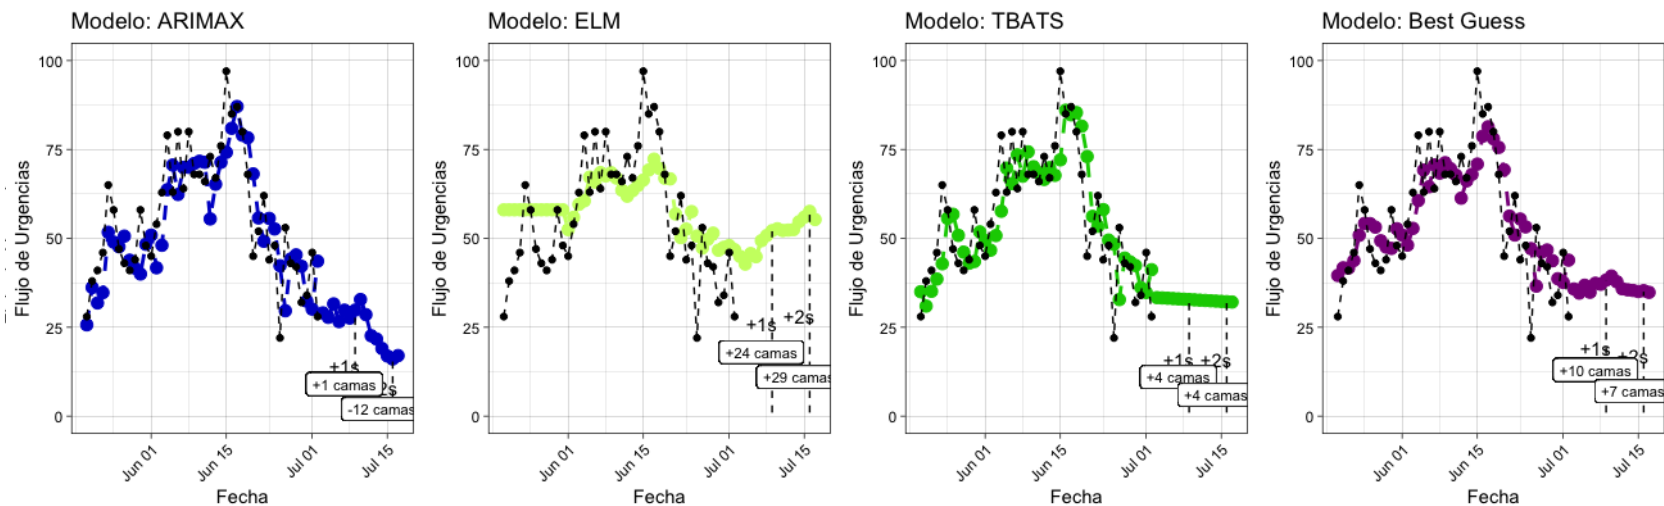 Modelo: ARIMAX
Flujo de Urgencias
100
75
50
25
0
+1s
+1 camas
2s
-12 camas
Jun 01
Jun 15
Jul 01
Jul 15
Fecha
Modelo: ELM
Flujo de Urgencias
100
75
50
25
0
+1s
+2s
+24 camas
+29 camas
Jun 01
Jun 15
Jul 01
Jul 15
Fecha
Modelo: TBATS
Flujo de Urgencias
100
75
50
25
0
+1s
+2s
+4 camas
+4 camas
Jun 01
Jun 15
Jul 01
Jul 15
Fecha
Modelo: Best Guess
Flujo de Urgencias
100
75
50
25
0
+1s
+2s
+10 camas
+7 camas
Jun 01
Jun 15
Jul 01
Jul 15
Fecha